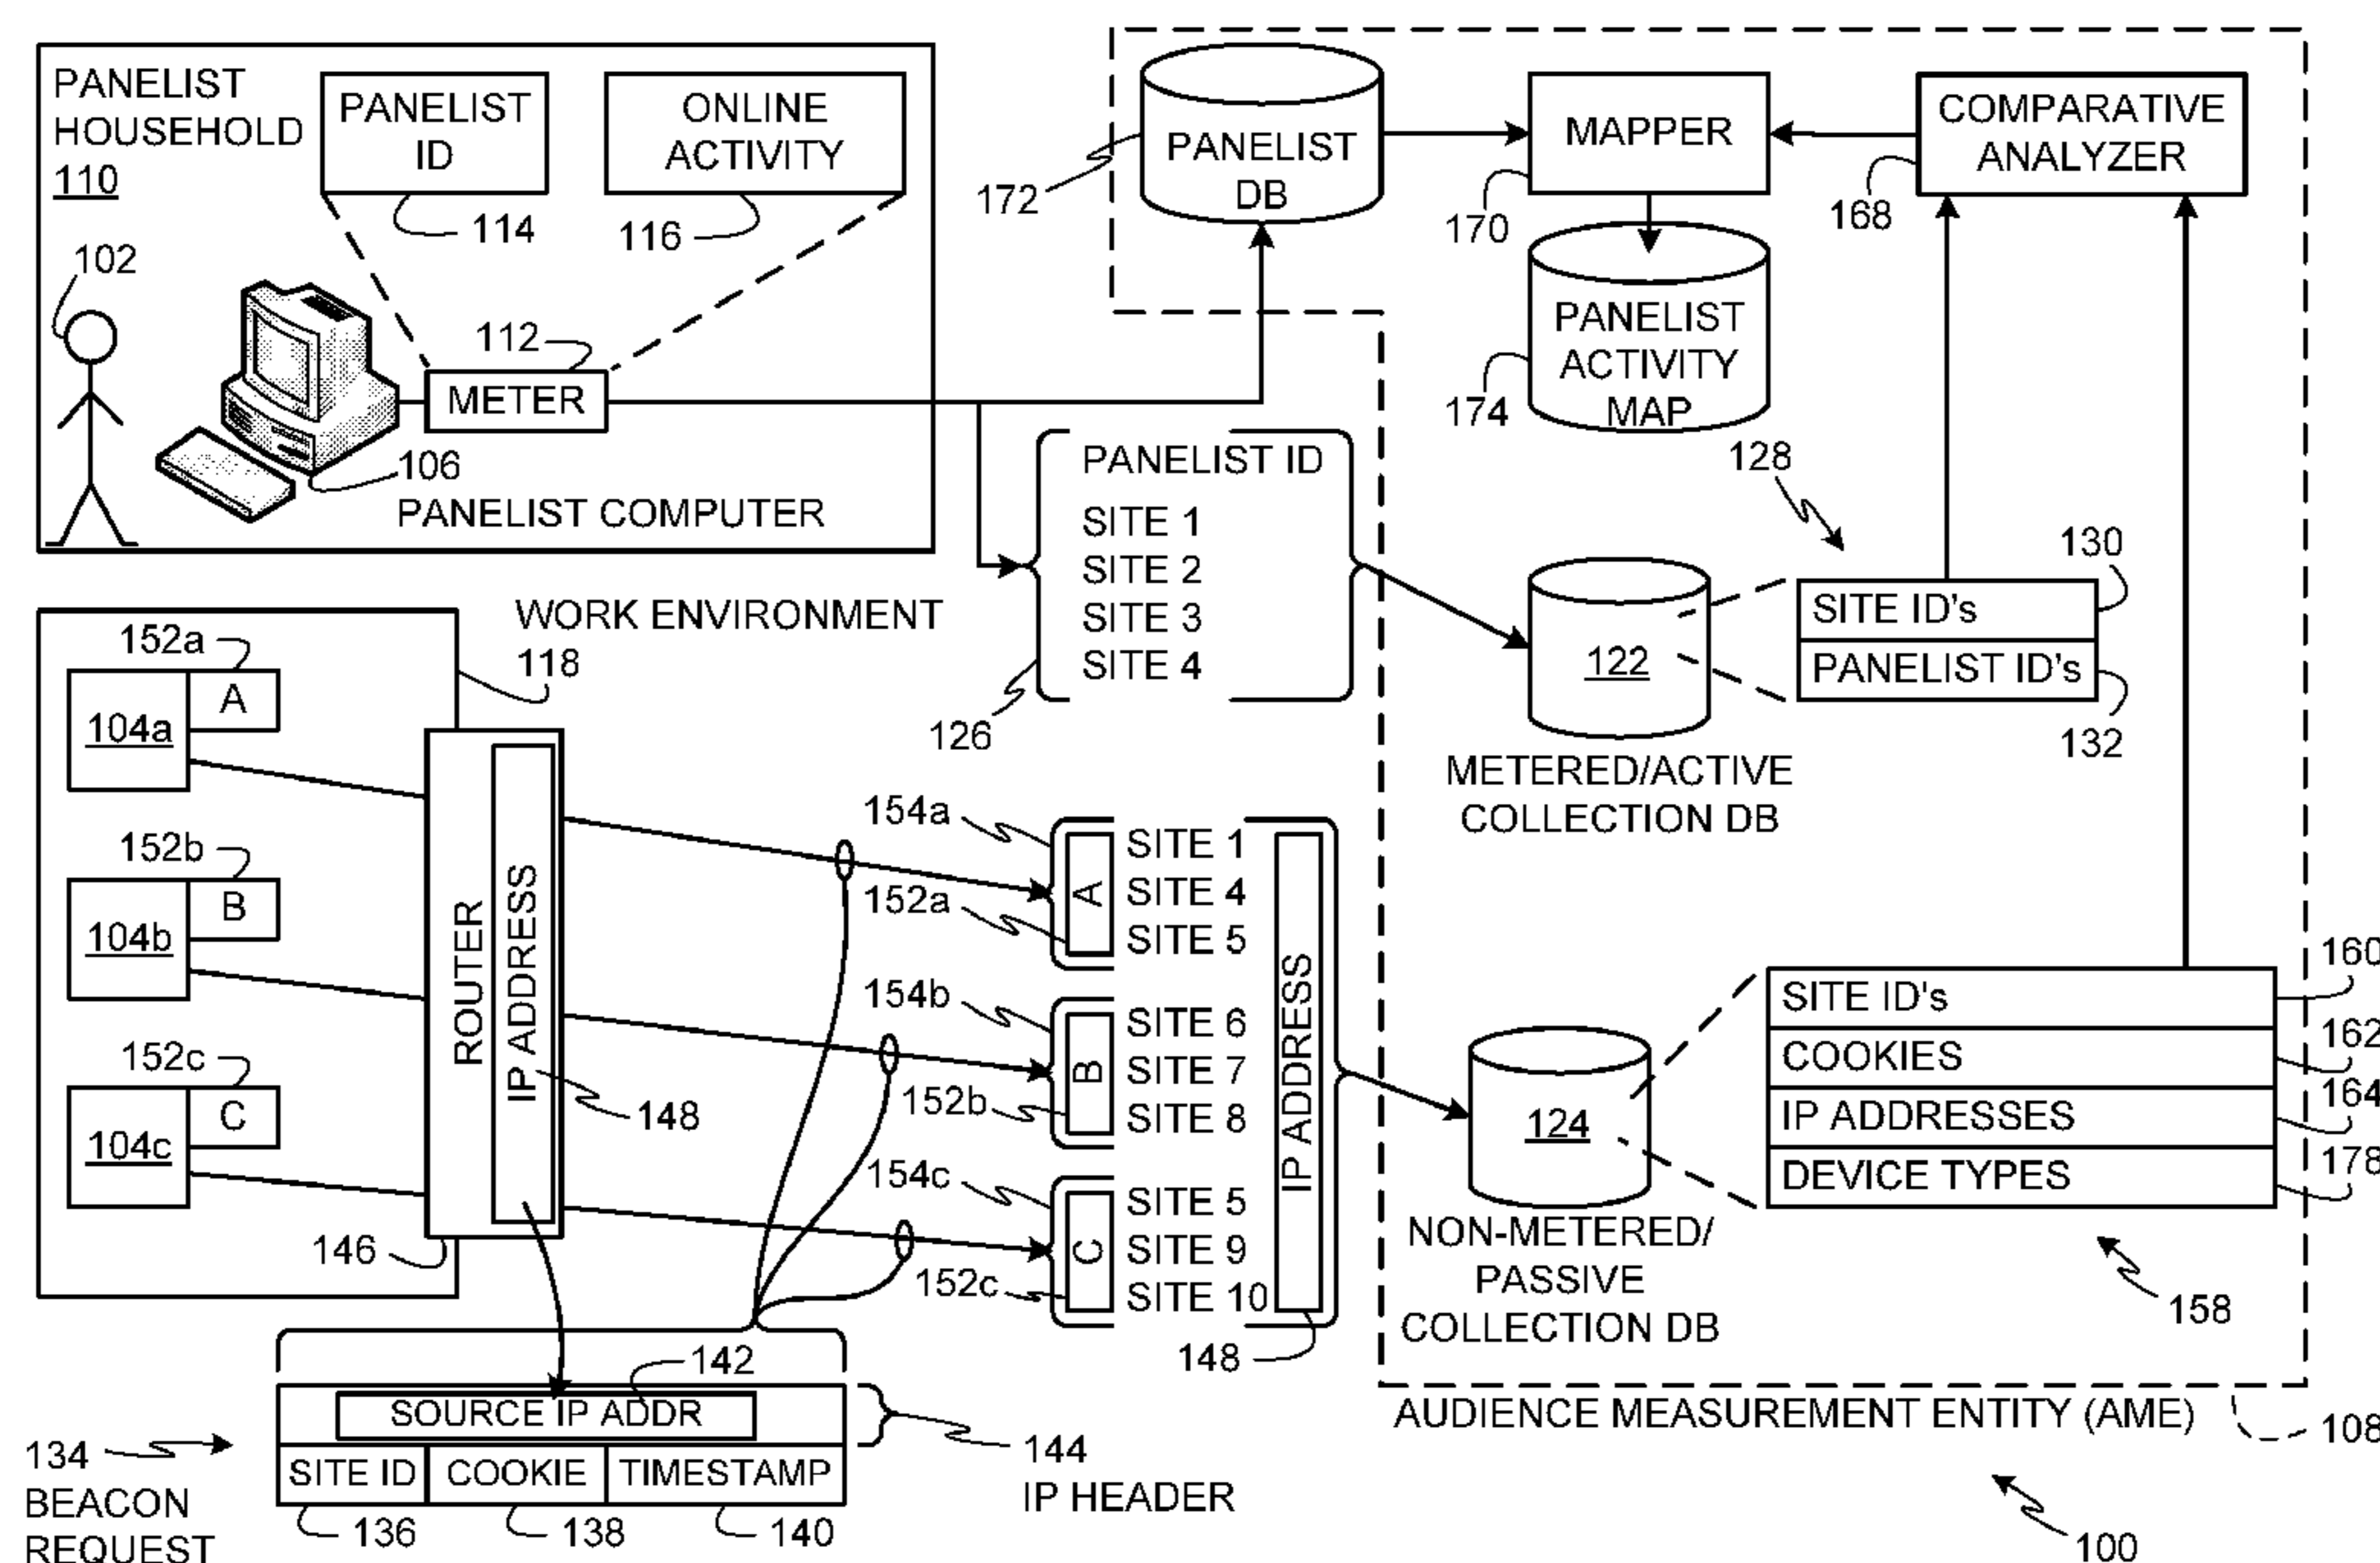 PANELIST
HOUSEHOLD
110
PANELIST
ID
114
ONLINE
ACTIVITY
116
102
112
METER
106
PANELIST COMPUTER
172
PANELIST
DB
MAPPER
170
COMPARATIVE
ANALYZER
168
PANELIST
ACTIVITY
MAP
174
128
PANELIST ID
SITE 1
SITE 2
SITE 3
SITE 4
126
122
METERED/ACTIVE
COLLECTION DB
SITE ID's
130
PANELIST ID's
132
WORK ENVIRONMENT
118
152a
A
104a
152b
B
104b
152c
C
104c
ROUTER
IP ADDRESS
148
146
154a
152a
A
SITE 1
SITE 4
SITE 5
154b
152b
B
SITE 6
SITE 7
SITE 8
154c
152c
C
SITE 5
SITE 9
SITE 10
IP ADDRESS
148
124
NON-METERED/
PASSIVE
COLLECTION DB
SITE ID's
160
COOKIES
162
IP ADDRESSES
164
DEVICE TYPES
178
158
AUDIENCE MEASUREMENT ENTITY (AME)
108
100
142
SOURCE IP ADDR
144
IP HEADER
134
BEACON
REQUEST
SITE ID
COOKIE
TIMESTAMP
136
138
140